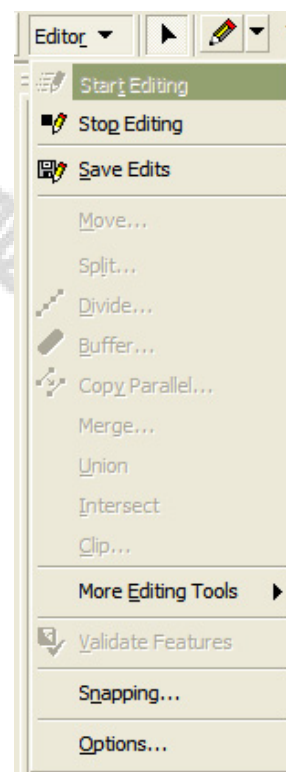 Editor
Start Editing
Stop Editing
Save Edits
Move...
Split...
Divide...
Buffer...
Copy Parallel...
Merge...
Union
Intersect
Clip...
More Editing Tools
Validate Features
Snapping...
Options...